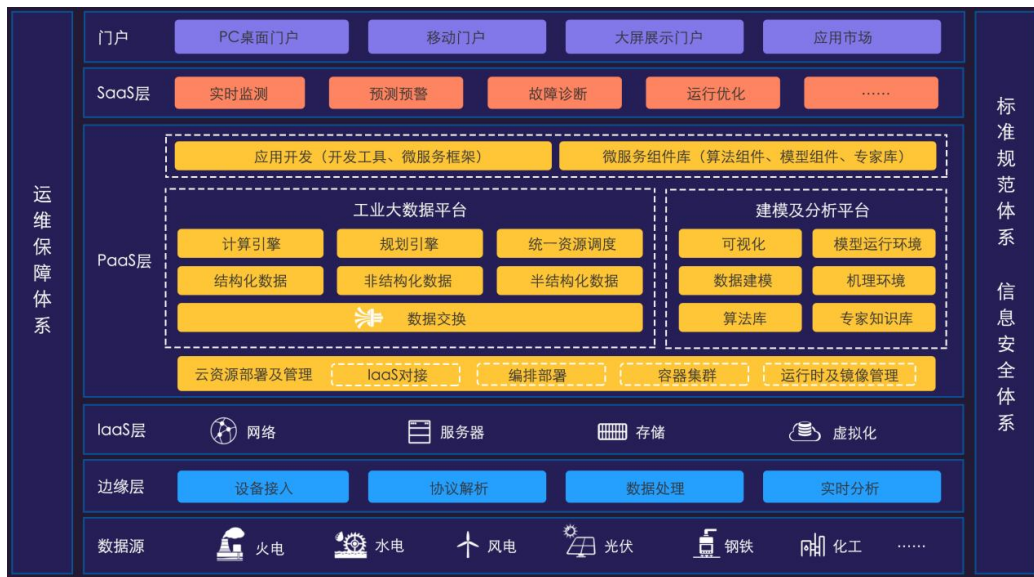 运维保障体系
门户
PC桌面门户
移动门户
大屏展示门户
应用市场
SaaS层
实时监测
预测预警
故障诊断
运行优化
……
PaaS层
应用开发（开发工具、微服务框架）
微服务组件库（算法组件、模型组件、专家库）
工业大数据平台
计算引擎
规划引擎
统一资源调度
结构化数据
非结构化数据
半结构化数据
数据交换
建模及分析平台
可视化
模型运行环境
数据建模
机理环境
算法库
专家知识库
云资源部署及管理
IaaS对接
编排部署
容器集群
运行时及镜像管理
IaaS层
网络
服务器
存储
虚拟化
边缘层
设备接入
协议解析
数据处理
实时分析
数据源
火电
水电
风电
光伏
钢铁
化工
……
标准规范体系
信息安全体系